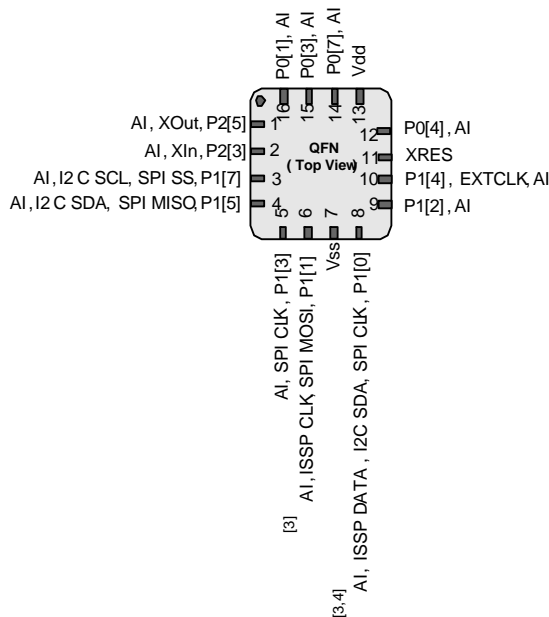 P0[1], AI
P0[3], AI
P0[7], AI
Vdd
16
15
14
13
AI, XOut, P2[5]
1
AI, XIn, P2[3]
2
AI, I2 C SCL, SPI SS, P1[7]
3
AI, I2 C SDA, SPI MISO, P1[5]
4
QFN
( Top View)
12
P0[4], AI
11
XRES
10
P1[4], EXTCLK, AI
9
P1[2], AI
5
6
7
8
AI, SPI CLK, P1[3]
AI, ISSP CLK, SPI MOSI, P1[1]
[3]
Vss
AI, ISSP DATA, I2C SDA, SPI CLK, P1[0]
[3,4]